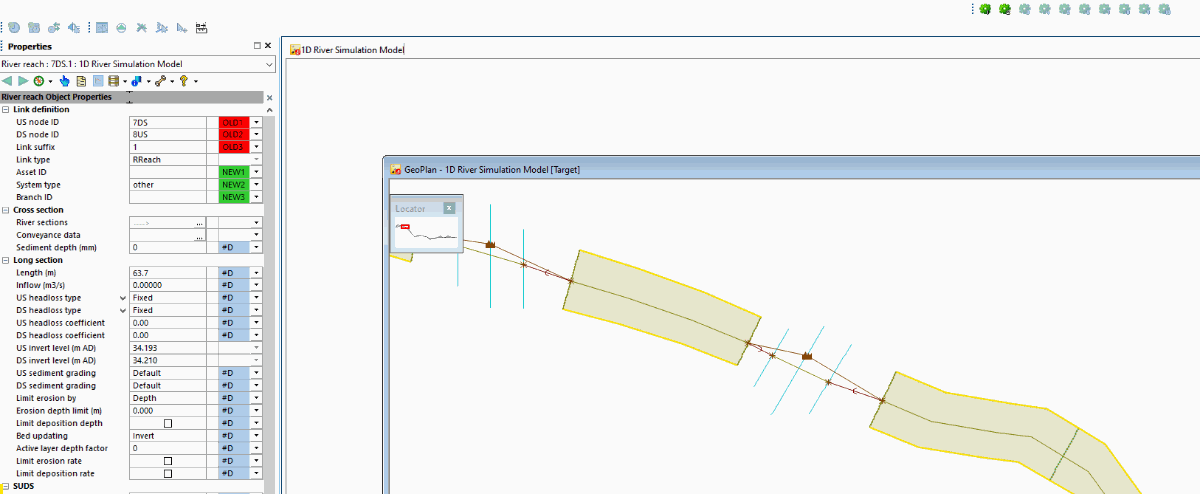 Properties
1D River Simulation Model
River reach : 7DS.1 : 1D River Simulation Model
River reach Object Properties
Link definition
US node ID 7DS OLD1
DS node ID 8US OLD2
Link suffix 1 OLD3
Link type RReach
Asset ID NEW1
System type other NEW2
Branch ID NEW3
Cross section
River sections ----> ...
Conveyance data ...
Sediment depth (mm) 0 #D
Long section
Length (m) 63.7 #D
Inflow (m3/s) 0.00000 #D
US headloss type Fixed #D
DS headloss type Fixed #D
US headloss coefficient 0.00 #D
DS headloss coefficient 0.00 #D
US invert level (m AD) 34.193
DS invert level (m AD) 34.210
US sediment grading Default #D
DS sediment grading Default #D
Limit erosion by Depth #D
Erosion depth limit (m) 0.000 #D
Limit deposition depth #D
Bed updating Invert #D
Active layer depth factor 0 #D
Limit erosion rate #D
Limit deposition rate #D
SUDS
GeoPlan - 1D River Simulation Model [Target]
Locator